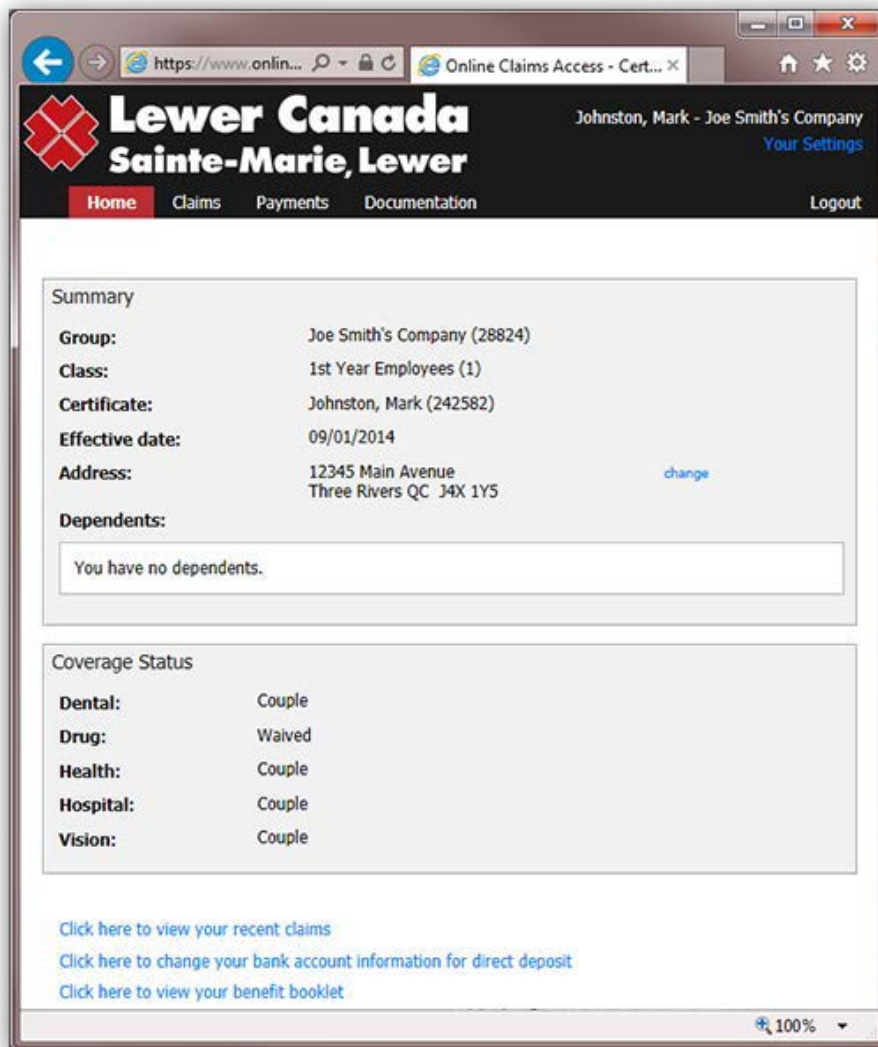 https://www.onlin...
Online Claims Access - Cert...
Lewer Canada
Sainte-Marie, Lewer
Johnston, Mark - Joe Smith's Company
Your Settings
Home Claims Payments Documentation Logout
Summary
Group: Joe Smith's Company (28824)
Class: 1st Year Employees (1)
Certificate: Johnston, Mark (242582)
Effective date: 09/01/2014
Address: 12345 Main Avenue change
Three Rivers QC J4X 1Y5
Dependents:
You have no dependents.
Coverage Status
Dental: Couple
Drug: Waived
Health: Couple
Hospital: Couple
Vision: Couple
Click here to view your recent claims
Click here to change your bank account information for direct deposit
Click here to view your benefit booklet
100%